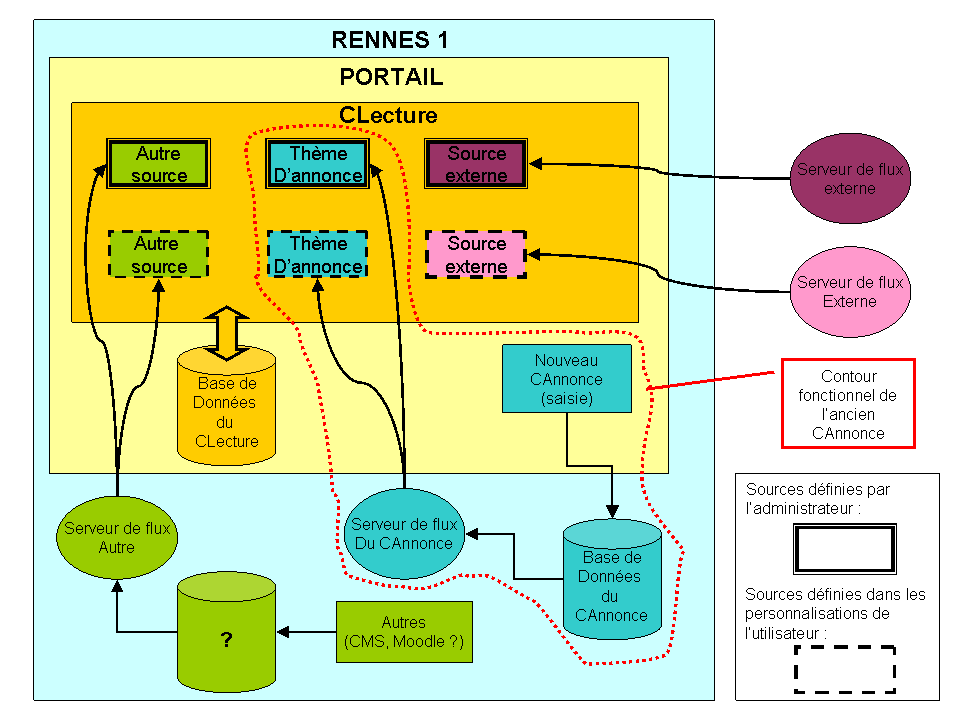 RENNES 1
PORTAIL
CLecture
Autre
source
Thème
D'annonce
Source
externe
Serveur de flux
externe
Autre
source
Thème
D'annonce
Source
externe
Serveur de flux
Externe
Base de
Données
du
CLecture
Nouveau
CAnnonce
(saisie)
Contour
fonctionnel de
l'ancien
CAnnonce
Serveur de flux
Autre
Serveur de flux
Du CAnnonce
Base de
Données
du
CAnnonce
?
Autres
(CMS, Moodle ?)
Sources définies par
l'administrateur :
Sources définies dans les
personnalisations de
l'utilisateur :